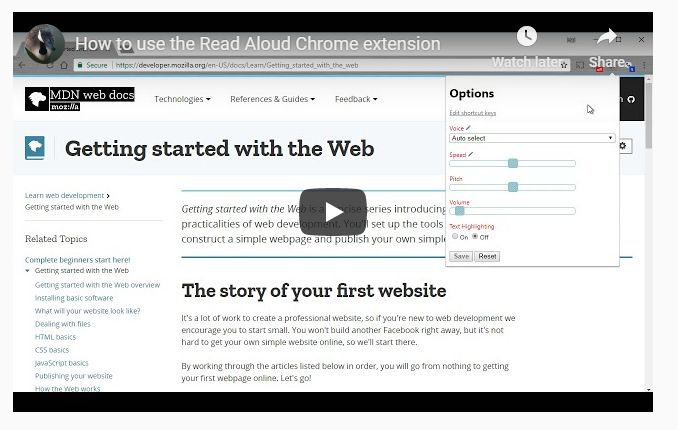 How to use the Read Aloud Chrome extension
Watch later
Share
Secure
https://developer.mozilla.org/en-US/docs/Learn/Getting_started_with_the_web
MDN web docs
moz://a
Technologies
References & Guides
Feedback
Getting started with the Web
Options
Edit shortcut keys
Voice
Auto select
Speed
Pitch
Volume
Text Highlighting
On Off
Save Reset
Learn web development
Getting started with the Web
Related Topics
Complete beginners start here!
Getting started with the Web
Getting started with the Web overview
Installing basic software
What will your website look like?
Dealing with files
HTML basics
CSS basics
JavaScript basics
Publishing your website
How the Web works
Getting started with the Web is a series introducing
practicalities of web development. You'll set up the tools
construct a simple webpage and publish your own simple
The story of your first website
It's a lot of work to create a professional website, so if you're new to web development we
encourage you to start small. You won't build another Facebook right away, but it's not
hard to get your own simple website online, so we'll start there.
By working through the articles listed below in order, you will go from nothing to getting
your first webpage online. Let's go!